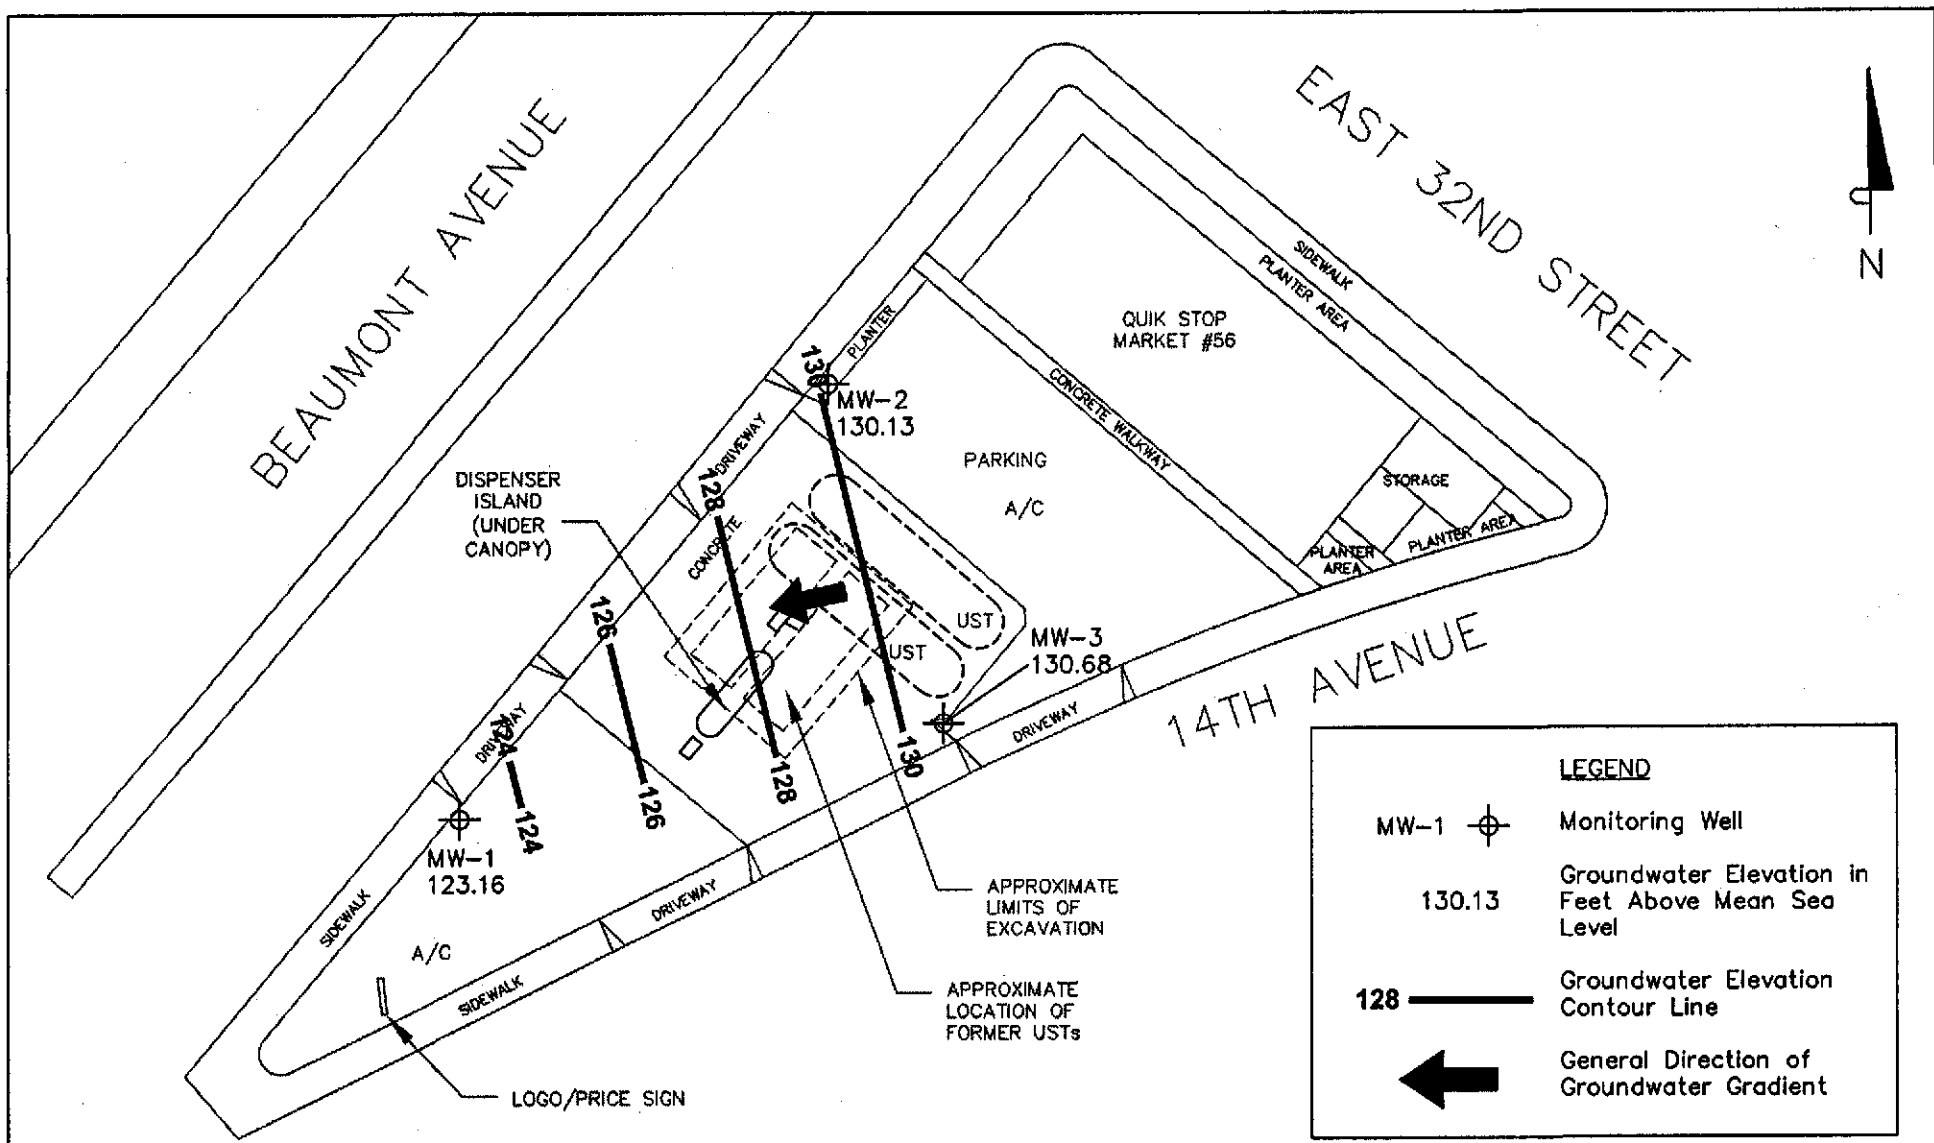 BEAUMONT AVENUE
EAST 32ND STREET
N
SIDEWALK
PLANTER AREA
PLANTER
QUIK STOP
MARKET #56
CONCRETE WALKWAY
130
MW-2
130.13
DRIVEWAY
PARKING
A/C
STORAGE
PLANTER AREA
PLANTER
AREA
DISPENSER
ISLAND
(UNDER
CANOPY)
128
CONCRETE
126
UST
UST
MW-3
130.68
14TH AVENUE
DRIVEWAY
DRIVEWAY
124
130
128
126
124
MW-1
123.16
SIDEWALK
A/C
DRIVEWAY
SIDEWALK
APPROXIMATE
LIMITS OF
EXCAVATION
APPROXIMATE
LOCATION OF
FORMER USTs
LOGO/PRICE SIGN
LEGEND
MW-1 Monitoring Well
130.13 Groundwater Elevation in
Feet Above Mean Sea
Level
128 Groundwater Elevation
Contour Line
General Direction of
Groundwater Gradient